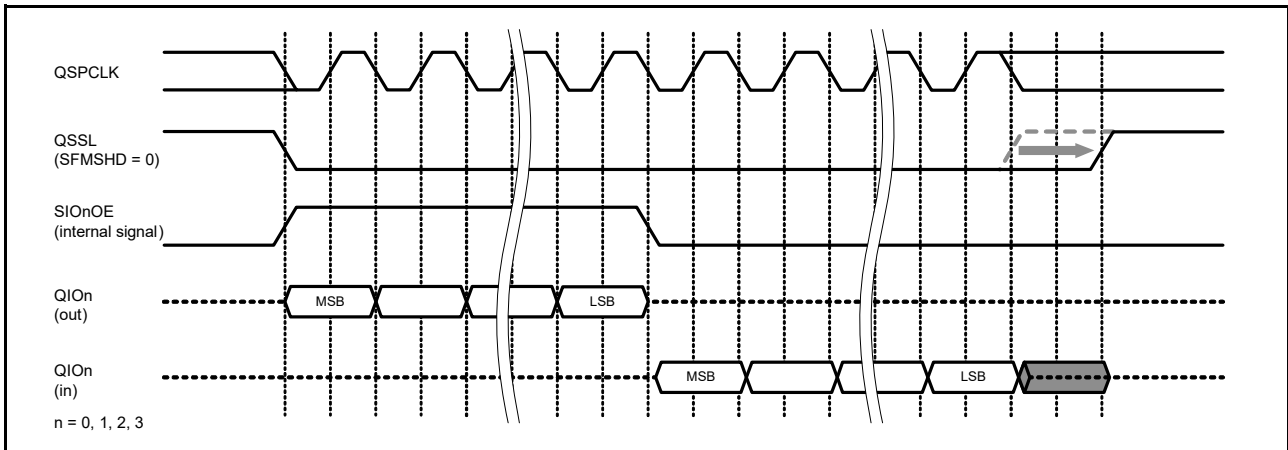 QSPCLK
QSSL
(SFMSHD = 0)
SIOnOE
(internal signal)
QIOn
(out)
MSB
LSB
QIOn
(in)
MSB
LSB
n = 0, 1, 2, 3